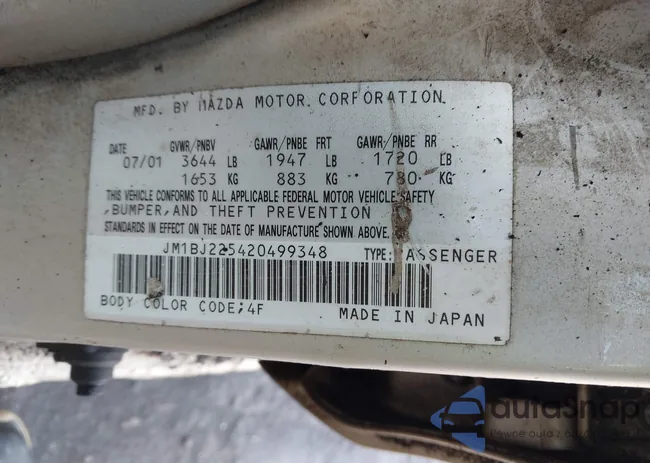 MFD. BY MAZDA MOTOR CORPORATION
DATE GVWR/PNBV GAWR/PNBE FRT GAWR/PNBE RR
07/01 3644 LB 1947 LB 1720 LB
1653 KG 883 KG 780 KG
THIS VEHICLE CONFORMS TO ALL APPLICABLE FEDERAL MOTOR VEHICLE SAFETY
,BUMPER,AND THEFT PREVENTION
STANDARDS IN EFFECT ON THE DATE OF MANUFACTURE SHOWN ABOVE.
JM1BJ225420499348 TYPE:PASSENGER
BODY COLOR CODE;4F MADE IN JAPAN
autoSnap
Pewne auta z